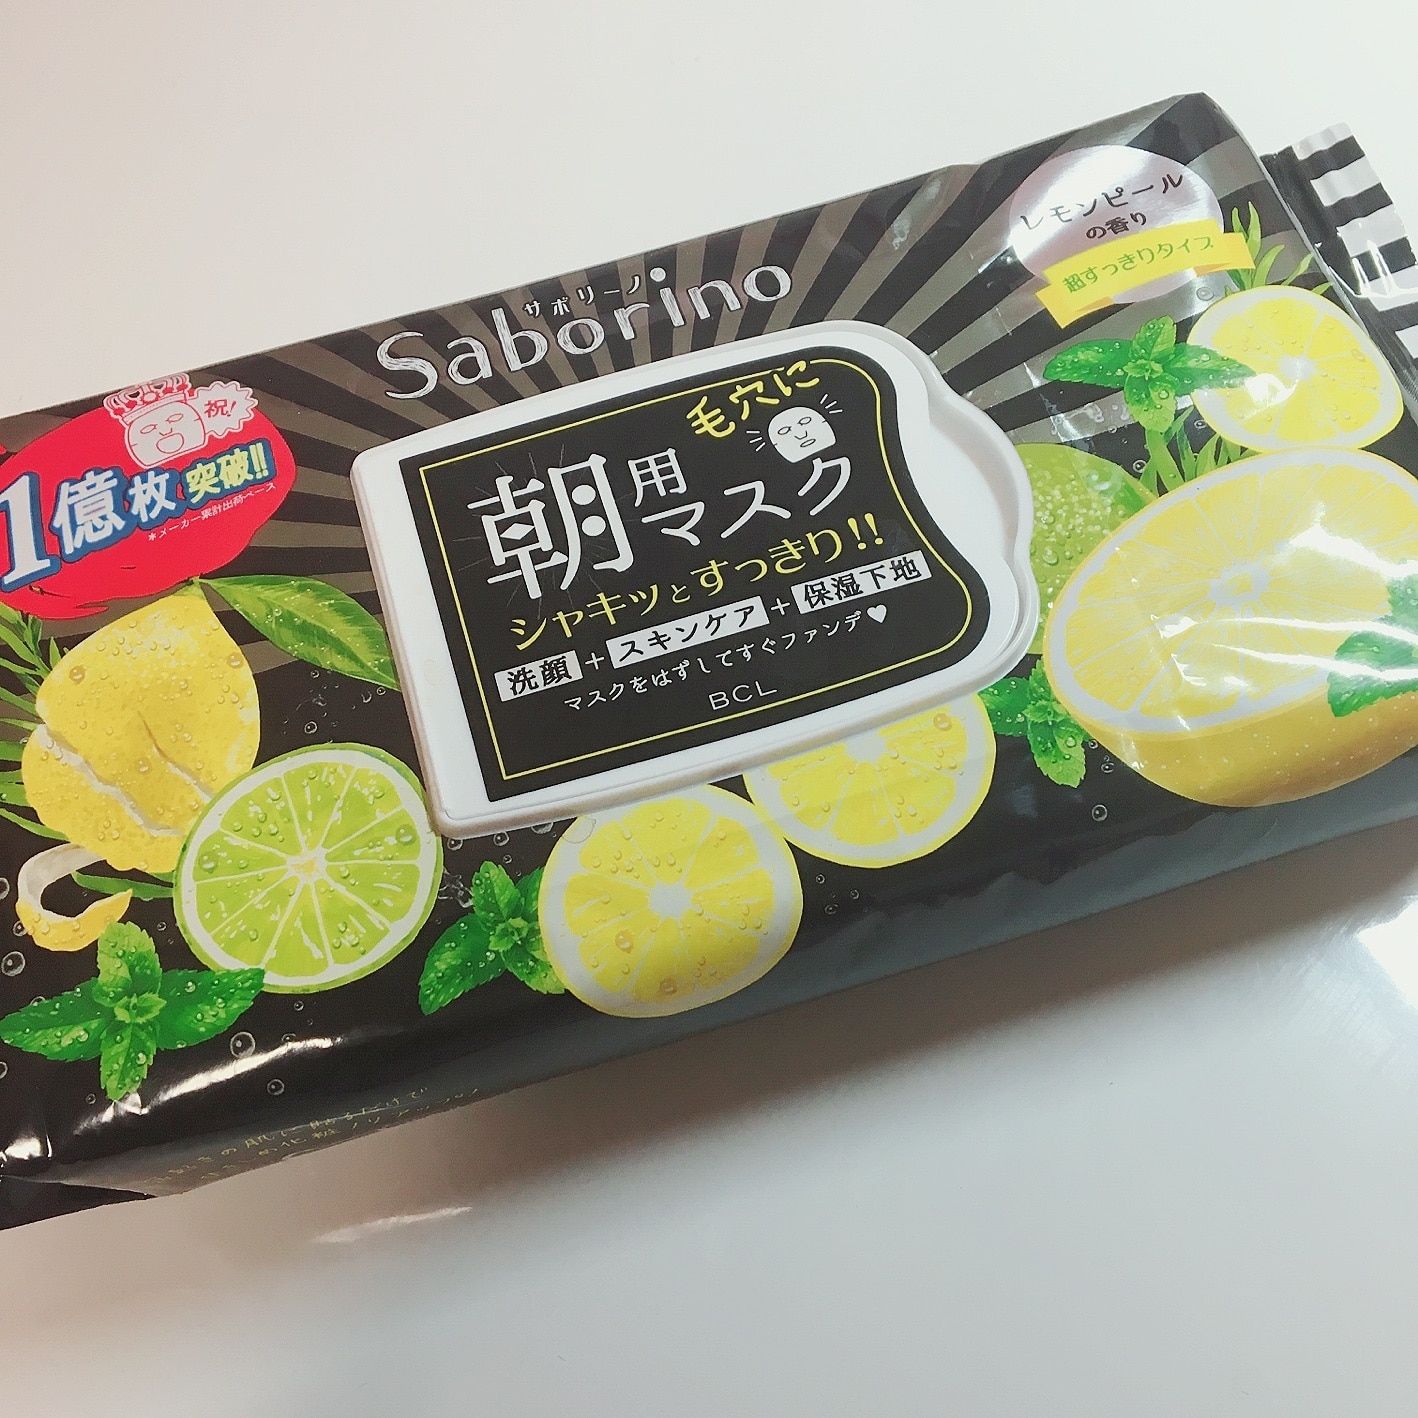 サボリーノ
Saborino
レモンピール
の香り
超すっきりタイプ
祝!
1億枚突破!!
*メーカー累計出荷ベース
毛穴に
朝用マスク
シャキッとすっきり!!
洗顔+スキンケア+保湿下地
マスクをはずしてすぐファンデ♥
BCL